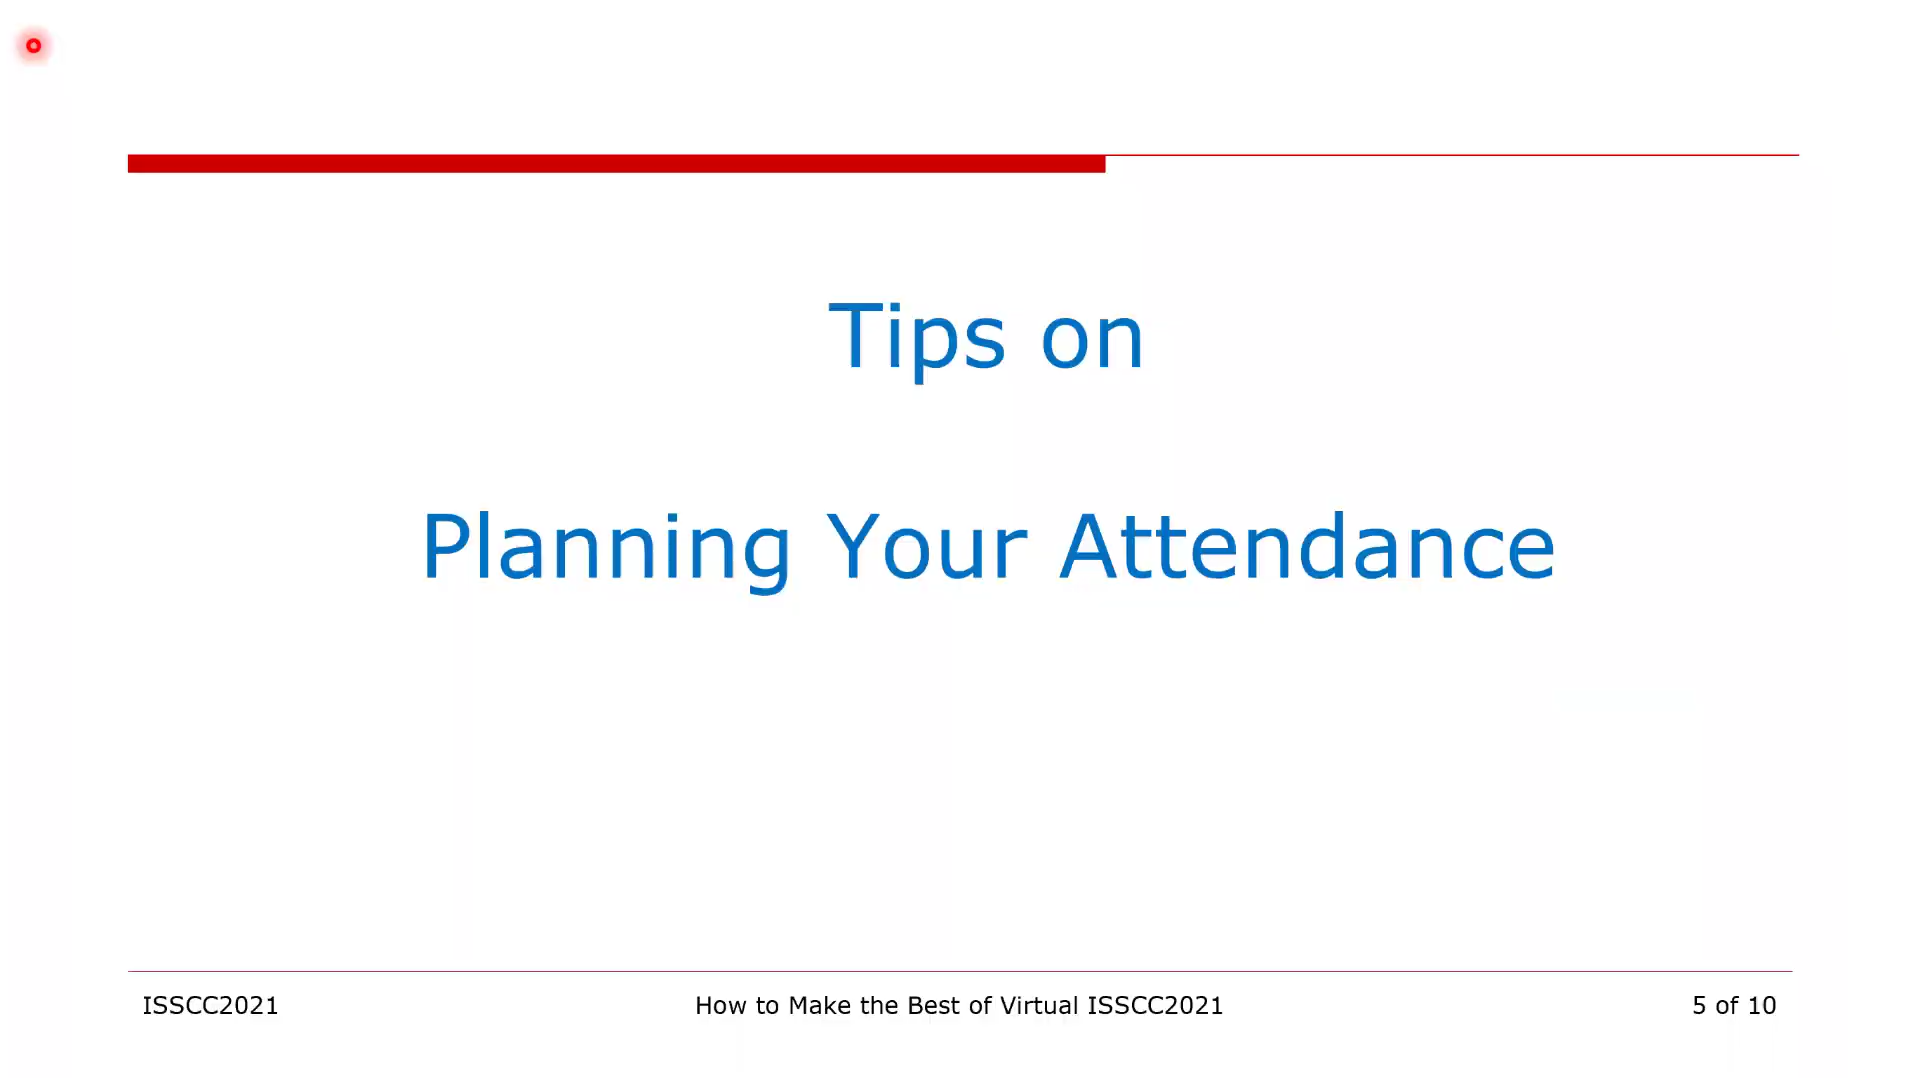 Tips on
Planning Your Attendance
ISSCC2021
How to Make the Best of Virtual ISSCC2021
5 of 10